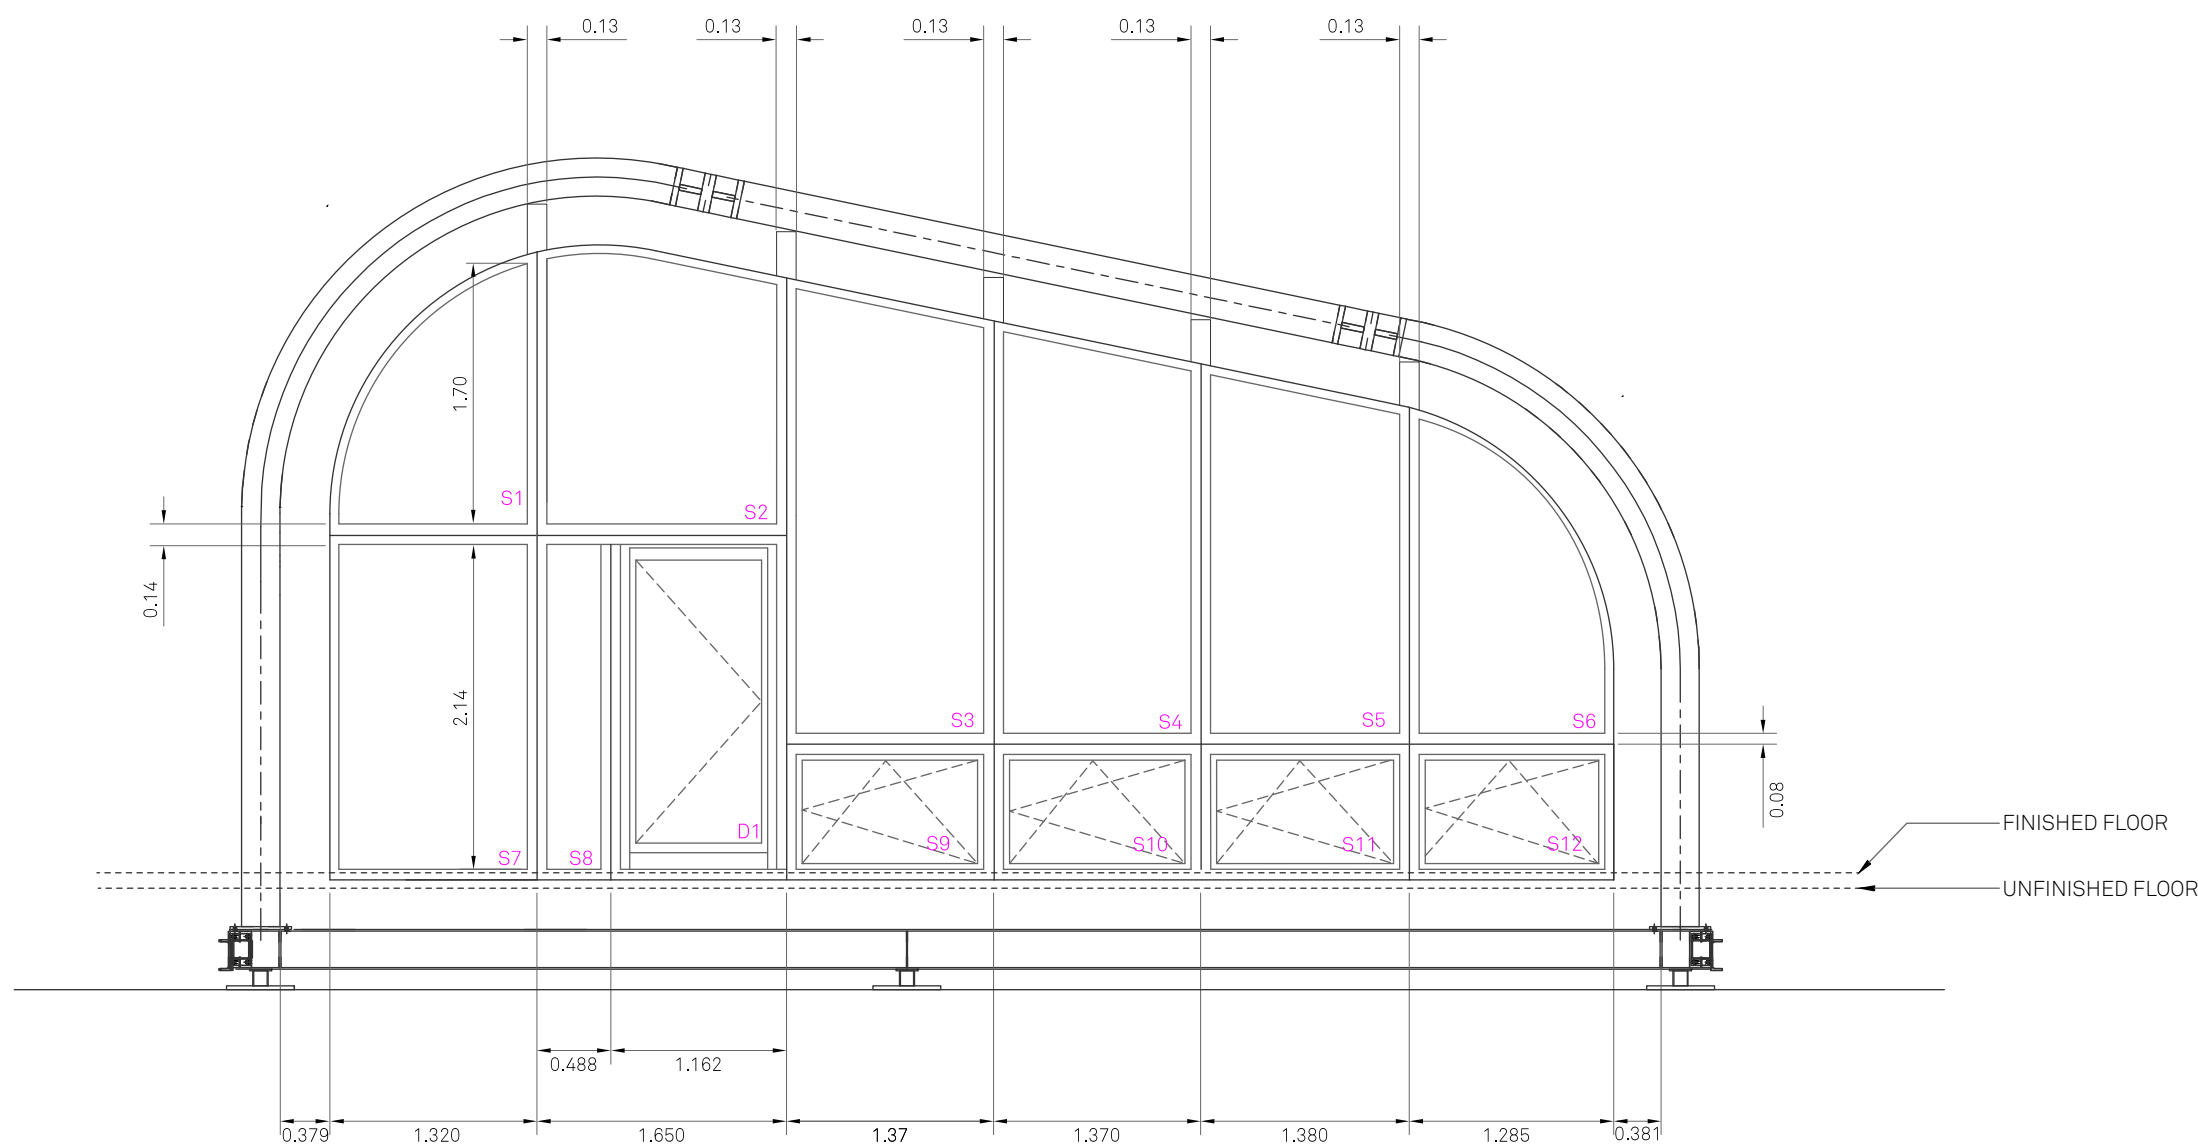 0.13
0.13
0.13
0.13
0.13
1.70
S1
S2
0.14
2.14
S3
S4
S5
S6
0.08
D1
S7
S8
S9
S10
S11
S12
FINISHED FLOOR
UNFINISHED FLOOR
0.488
1.162
0.379
1.320
1.650
1.37
1.370
1.380
1.285
0.381